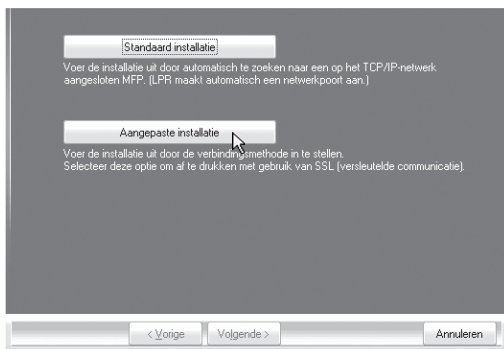 Standaard installatie
Voer de installatie uit door automatisch te zoeken naar een op het TCP/IP-netwerk
aangesloten MFP. (LPR maakt automatisch een netwerkpoort aan.)
Aangepaste installatie
Voer de installatie uit door de verbindingsmethode in te stellen.
Selecteer deze optie om af te drukken met gebruik van SSL (versleutelde communicatie).
< Vorige
Volgende >
Annuleren